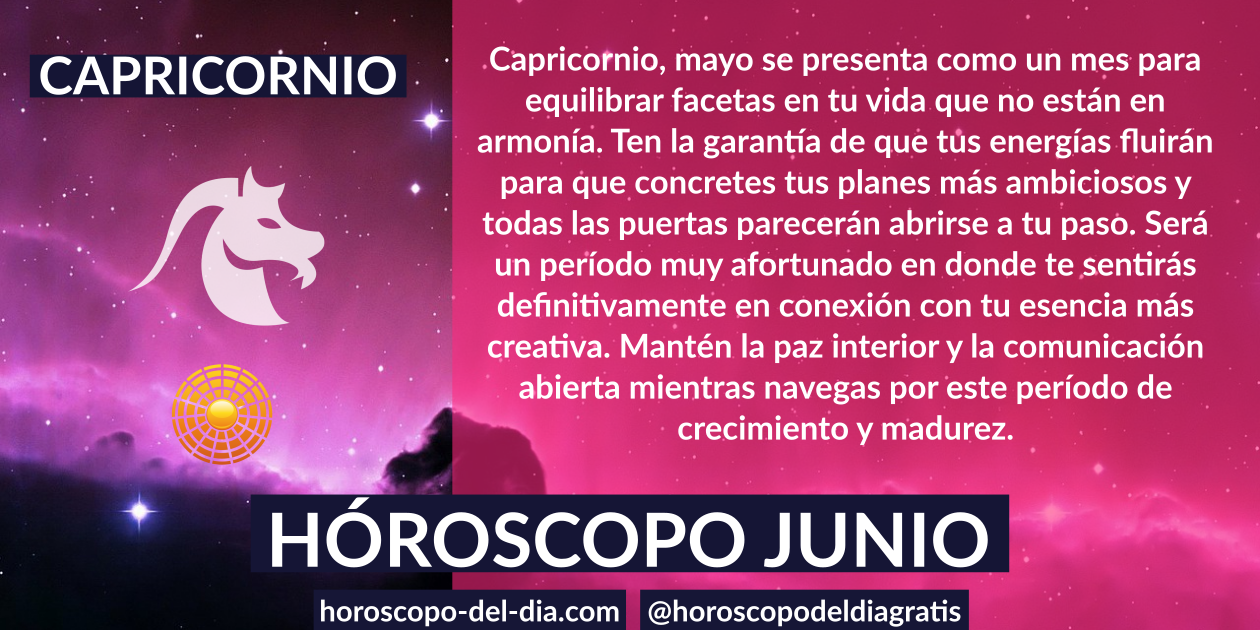 CAPRICORNIO
Capricornio, mayo se presenta como un mes para
equilibrar facetas en tu vida que no están en
armonía. Ten la garantía de que tus energías fluirán
para que concretes tus planes más ambiciosos y
todas las puertas parecerán abrirse a tu paso. Será
un período muy afortunado en donde te sentirás
definitivamente en conexión con tu esencia más
creativa. Mantén la paz interior y la comunicación
abierta mientras navegas por este período de
crecimiento y madurez.
HÓROSCOPO JUNIO
horoscopo-del-dia.com @horoscopodeldiagratis